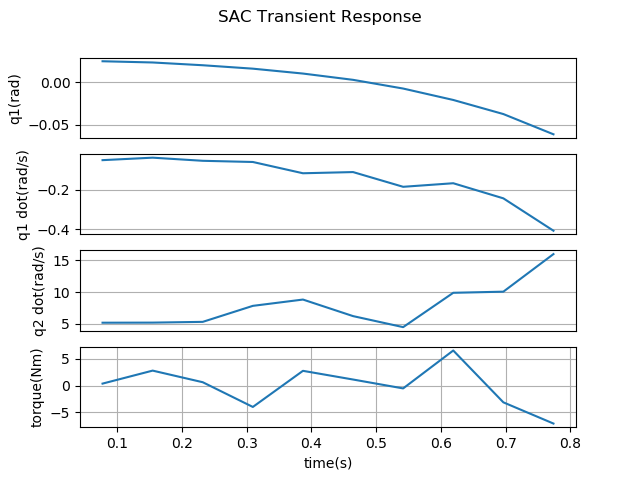 SAC Transient Response
q1(rad)
0.00
−0.05
q1 dot(rad/s)
−0.2
−0.4
q2 dot(rad/s)
15
10
5
torque(Nm)
5
0
−5
0.1 0.2 0.3 0.4 0.5 0.6 0.7 0.8
time(s)